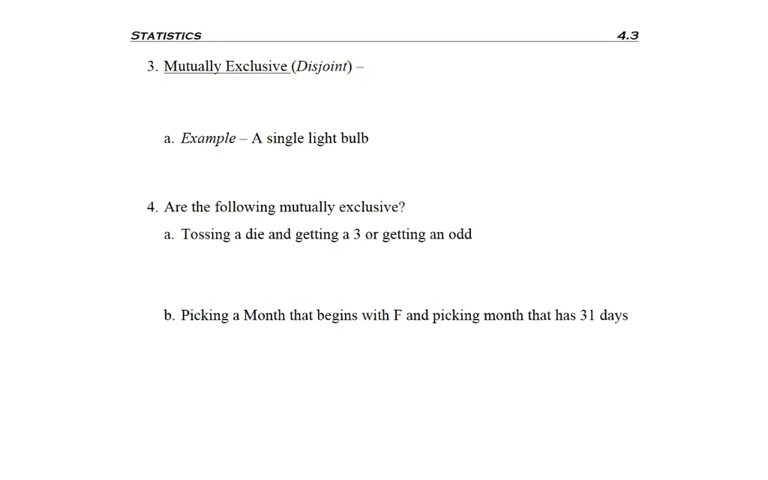 STATISTICS 4.3
3. Mutually Exclusive (Disjoint) –
a. Example – A single light bulb
4. Are the following mutually exclusive?
a. Tossing a die and getting a 3 or getting an odd
b. Picking a Month that begins with F and picking month that has 31 days